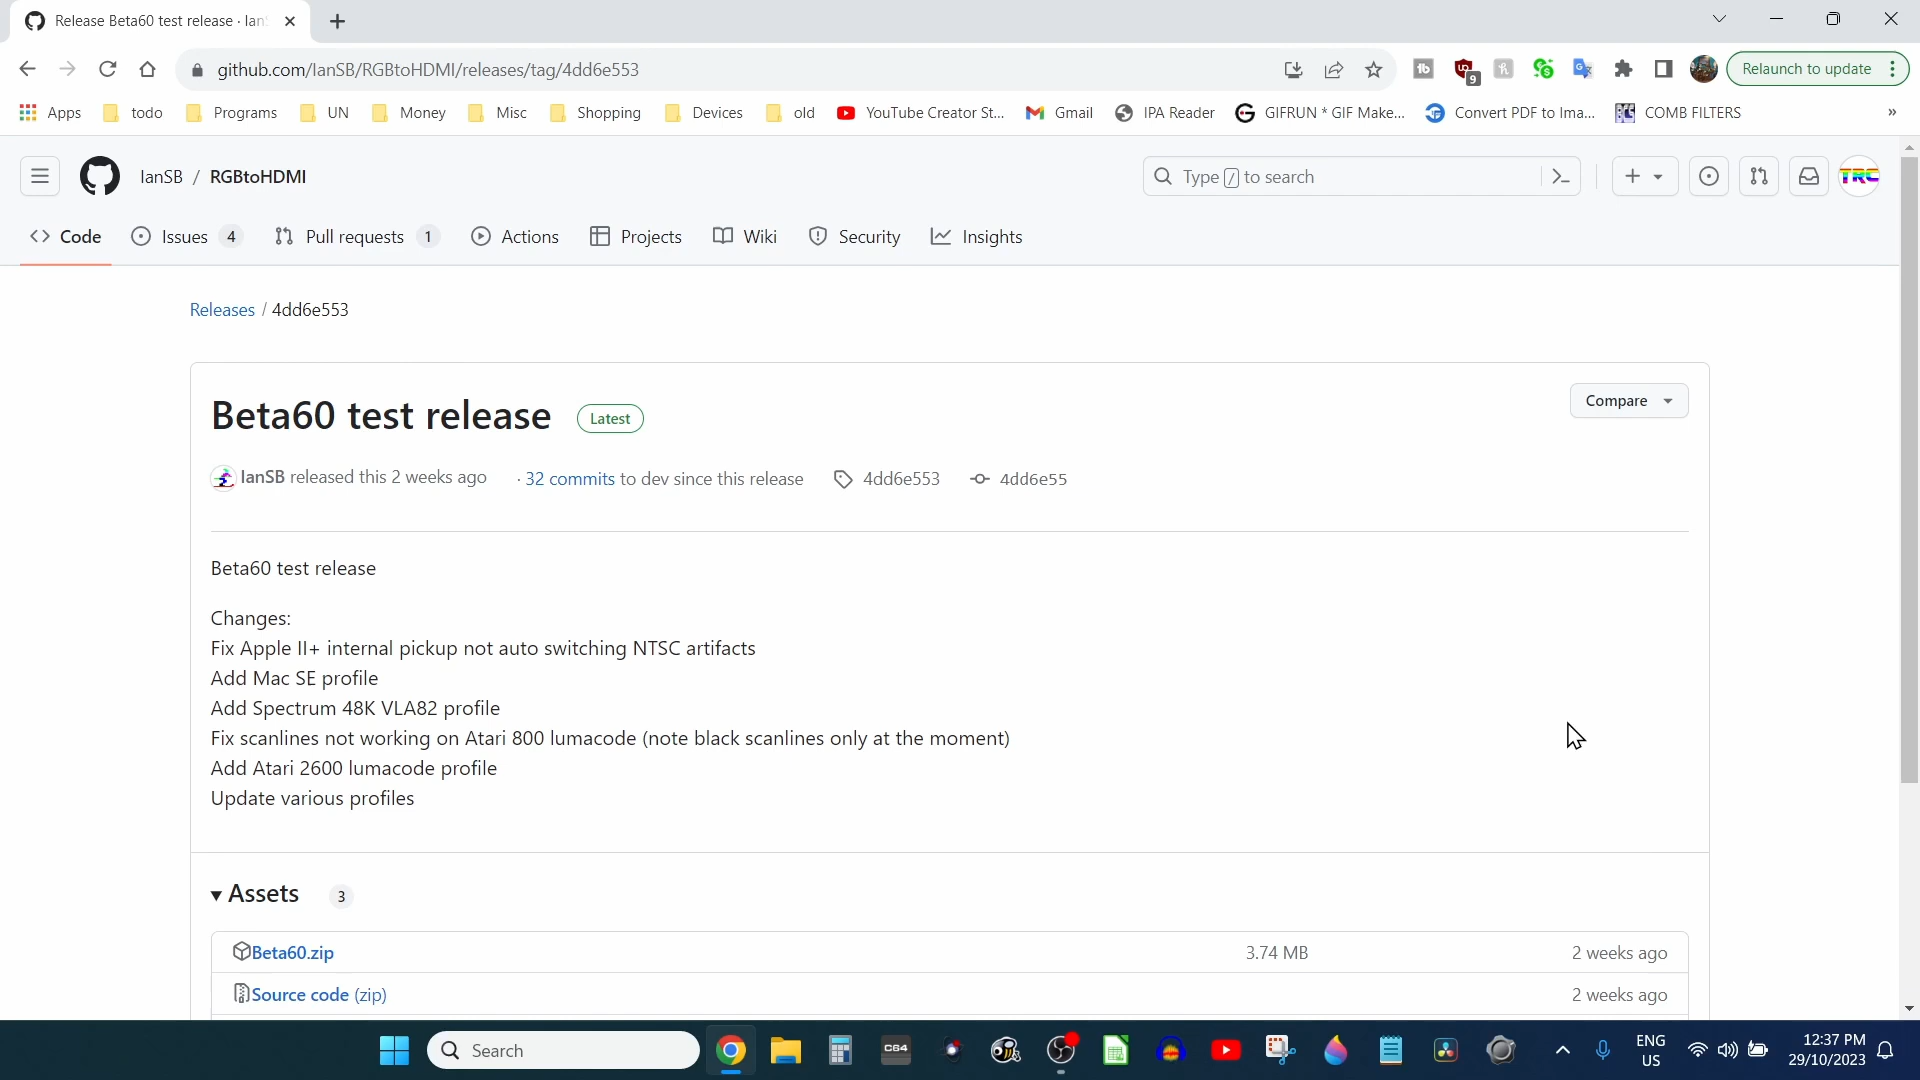 Release Beta60 test release · IanS
github.com/IanSB/RGBtoHDMI/releases/tag/4dd6e553
9
Relaunch to update
Apps
todo
Programs
UN
Money
Misc
Shopping
Devices
old
YouTube Creator St...
Gmail
IPA Reader
GIFRUN * GIF Make...
Convert PDF to Ima...
COMB FILTERS
»
IanSB / RGBtoHDMI
Type / to search
TRC
Code
Issues 4
Pull requests 1
Actions
Projects
Wiki
Security
Insights
Releases / 4dd6e553
Beta60 test release
Latest
Compare
IanSB released this 2 weeks ago
· 32 commits to dev since this release
4dd6e553
4dd6e55
Beta60 test release
Changes:
Fix Apple II+ internal pickup not auto switching NTSC artifacts
Add Mac SE profile
Add Spectrum 48K VLA82 profile
Fix scanlines not working on Atari 800 lumacode (note black scanlines only at the moment)
Add Atari 2600 lumacode profile
Update various profiles
Assets 3
Beta60.zip 3.74 MB 2 weeks ago
Source code (zip) 2 weeks ago
Search
C64
ENG
US
12:37 PM
29/10/2023